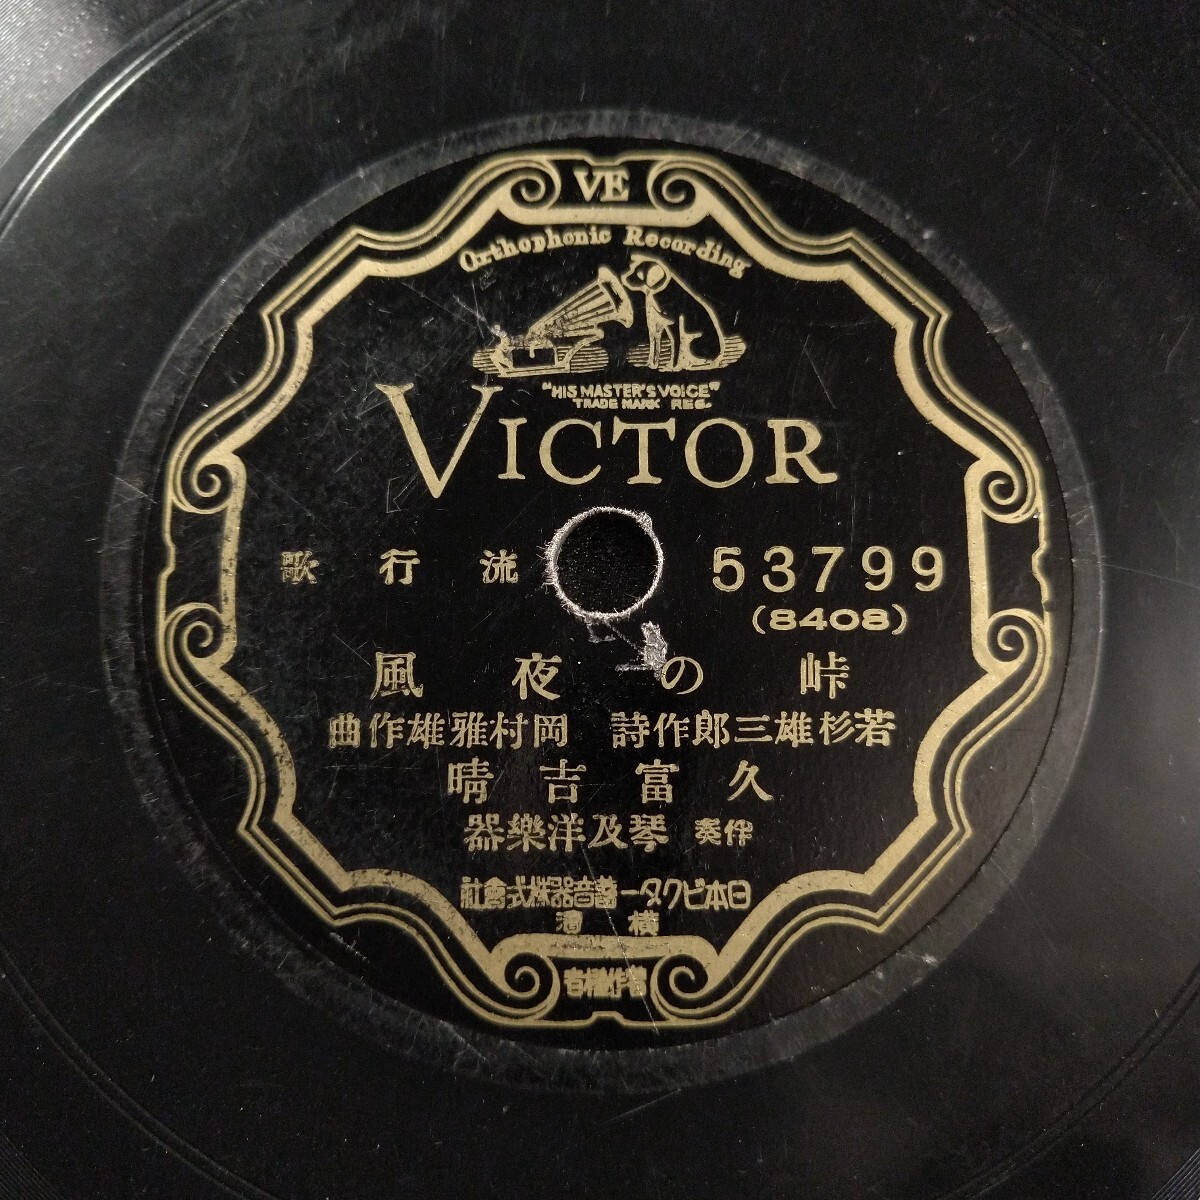 VE
Orthophonic Recording
"HIS MASTER'S VOICE"
TRADE MARK REG.
VICTOR
流行歌
53799
(8408)
峠の夜風
若杉雄三郎作詩 岡村雅雄作曲
久富吉晴
伴奏 琴及洋樂器
日本ビクター蓄音器株式會社
横濱
著作權者